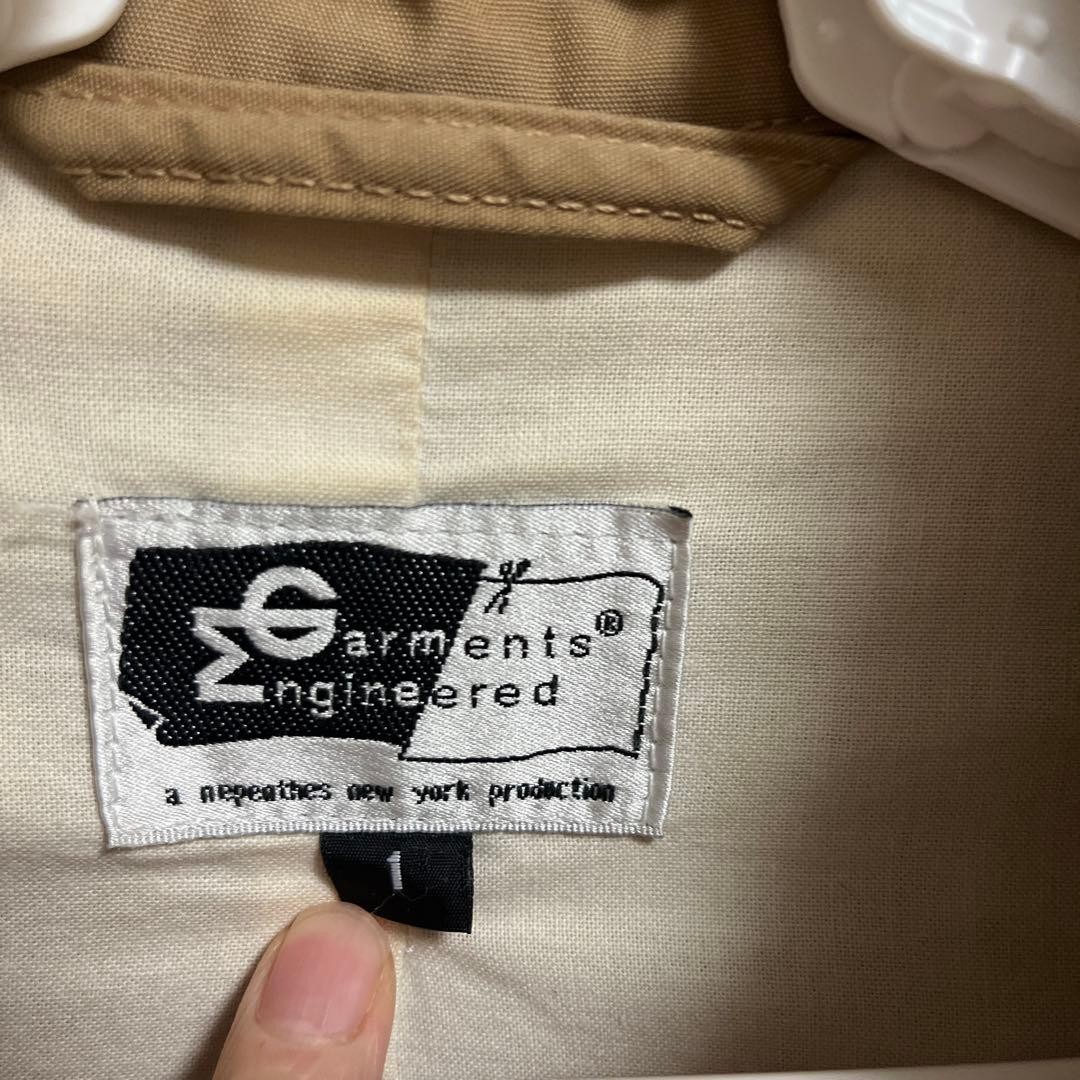 Garments®
Engineered
a nepenthes new york production
1